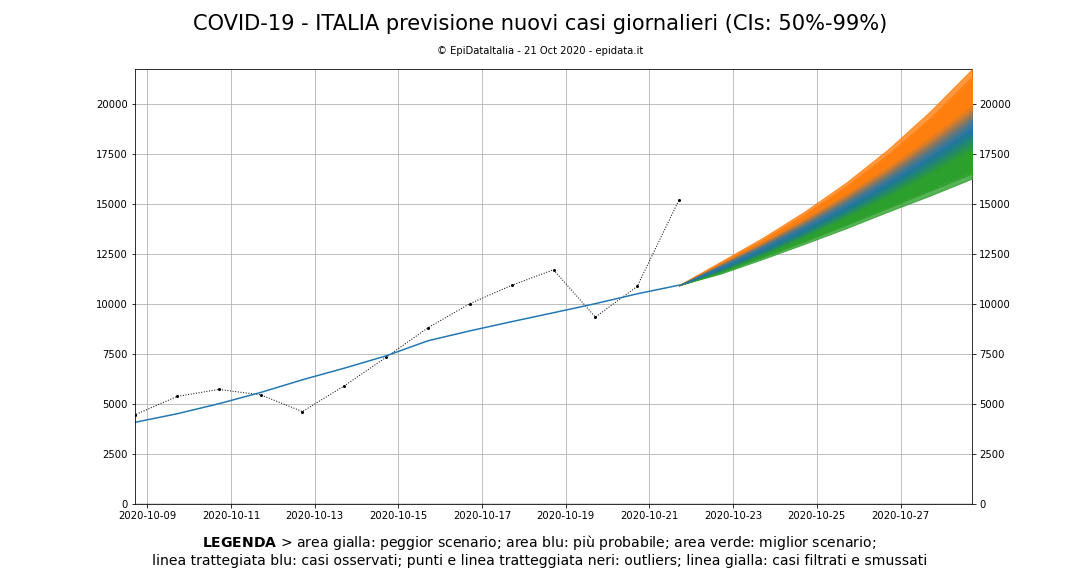 COVID-19 - ITALIA previsione nuovi casi giornalieri (CIs: 50%-99%)
© EpiDataItalia - 21 Oct 2020 - epidata.it
20000 20000
17500 17500
15000 15000
12500 12500
10000 10000
7500 7500
5000 5000
2500 2500
0 0
2020-10-09 2020-10-11 2020-10-13 2020-10-15 2020-10-17 2020-10-19 2020-10-21 2020-10-23 2020-10-25 2020-10-27
LEGENDA > area gialla: peggior scenario; area blu: più probabile; area verde: miglior scenario;
linea trattegiata blu: casi osservati; punti e linea tratteggiata neri: outliers; linea gialla: casi filtrati e smussati